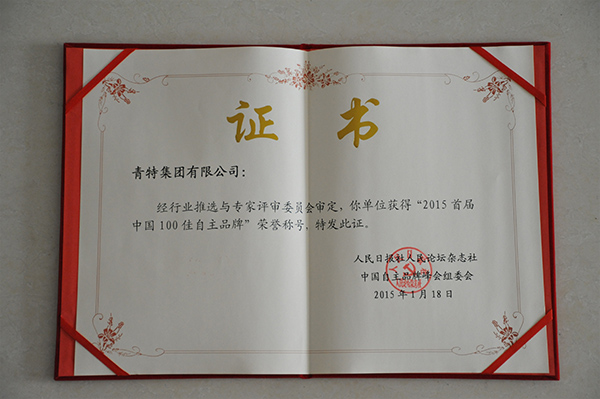 证书
青特集团有限公司：
经行业推选与专家评审委员会审定，你单位获得“2015首届
中国100佳自主品牌”荣誉称号，特发此证。
人民日报社人民论坛杂志社
中国自主品牌峰会组委会
2015年1月18日